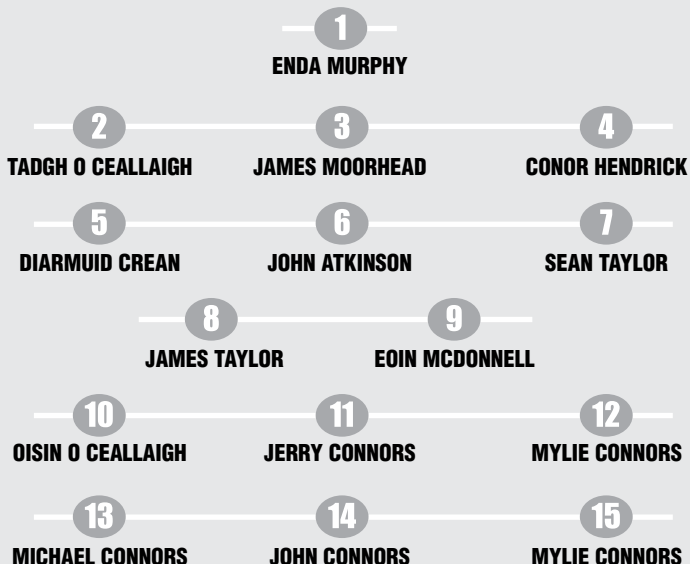 1
ENDA MURPHY
2 3 4
TADGH O CEALLAIGH JAMES MOORHEAD CONOR HENDRICK
5 6 7
DIARMUID CREAN JOHN ATKINSON SEAN TAYLOR
8 9
JAMES TAYLOR EOIN MCDONNELL
10 11 12
OISIN O CEALLAIGH JERRY CONNORS MYLIE CONNORS
13 14 15
MICHAEL CONNORS JOHN CONNORS MYLIE CONNORS